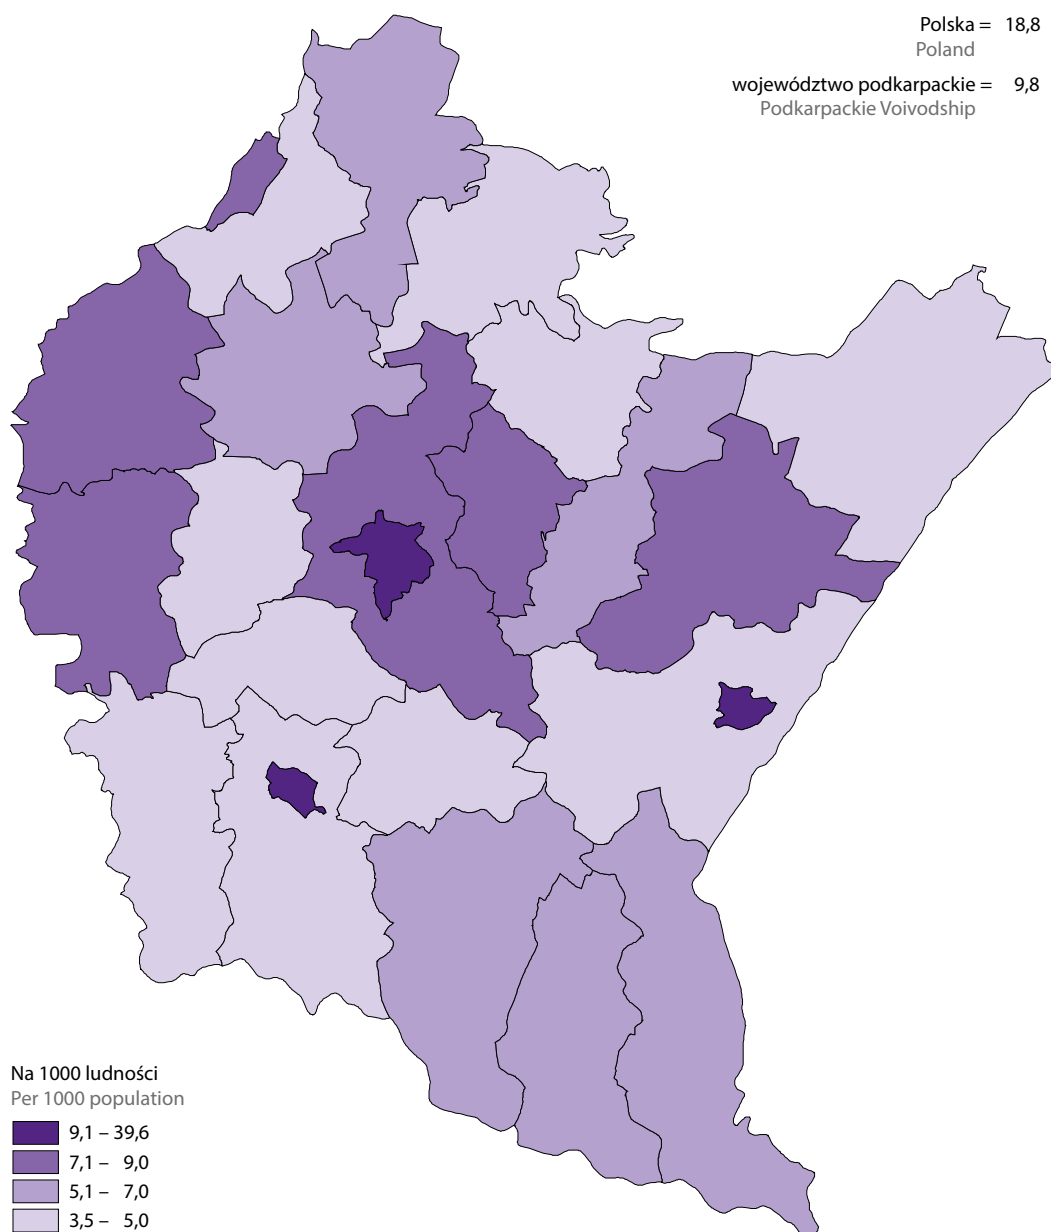 Polska = 18,8
Poland
województwo podkarpackie = 9,8
Podkarpackie Voivodship
Na 1000 ludności
Per 1000 population
9,1 – 39,6
7,1 – 9,0
5,1 – 7,0
3,5 – 5,0